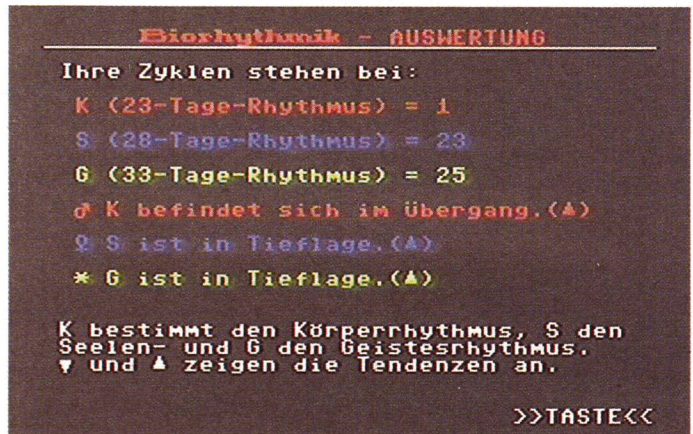 Biorhythmik - AUSWERTUNG
Ihre Zyklen stehen bei:
K (23-Tage-Rhythmus) = 1
S (28-Tage-Rhythmus) = 23
G (33-Tage-Rhythmus) = 25
♂ K befindet sich im Übergang.(▲)
♀ S ist in Tieflage.(▲)
* G ist in Tieflage.(▲)
K bestimmt den Körperrhythmus, S den
Seelen- und G den Geistesrhythmus.
▼ und ▲ zeigen die Tendenzen an.
>>TASTE<<